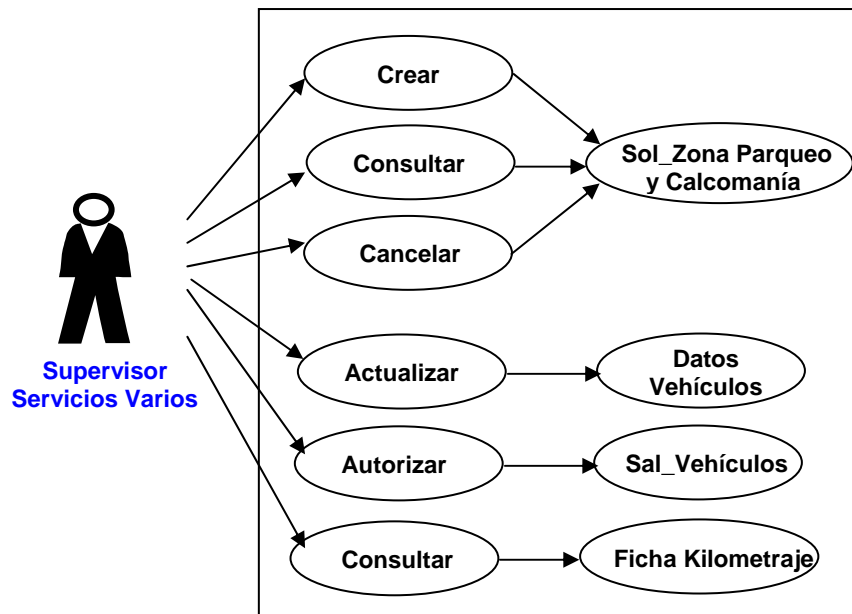 Crear
Consultar
Sol_Zona Parqueo
y Calcomanía
Cancelar
Supervisor
Servicios Varios
Actualizar
Datos
Vehículos
Autorizar
Sal_Vehículos
Consultar
Ficha Kilometraje